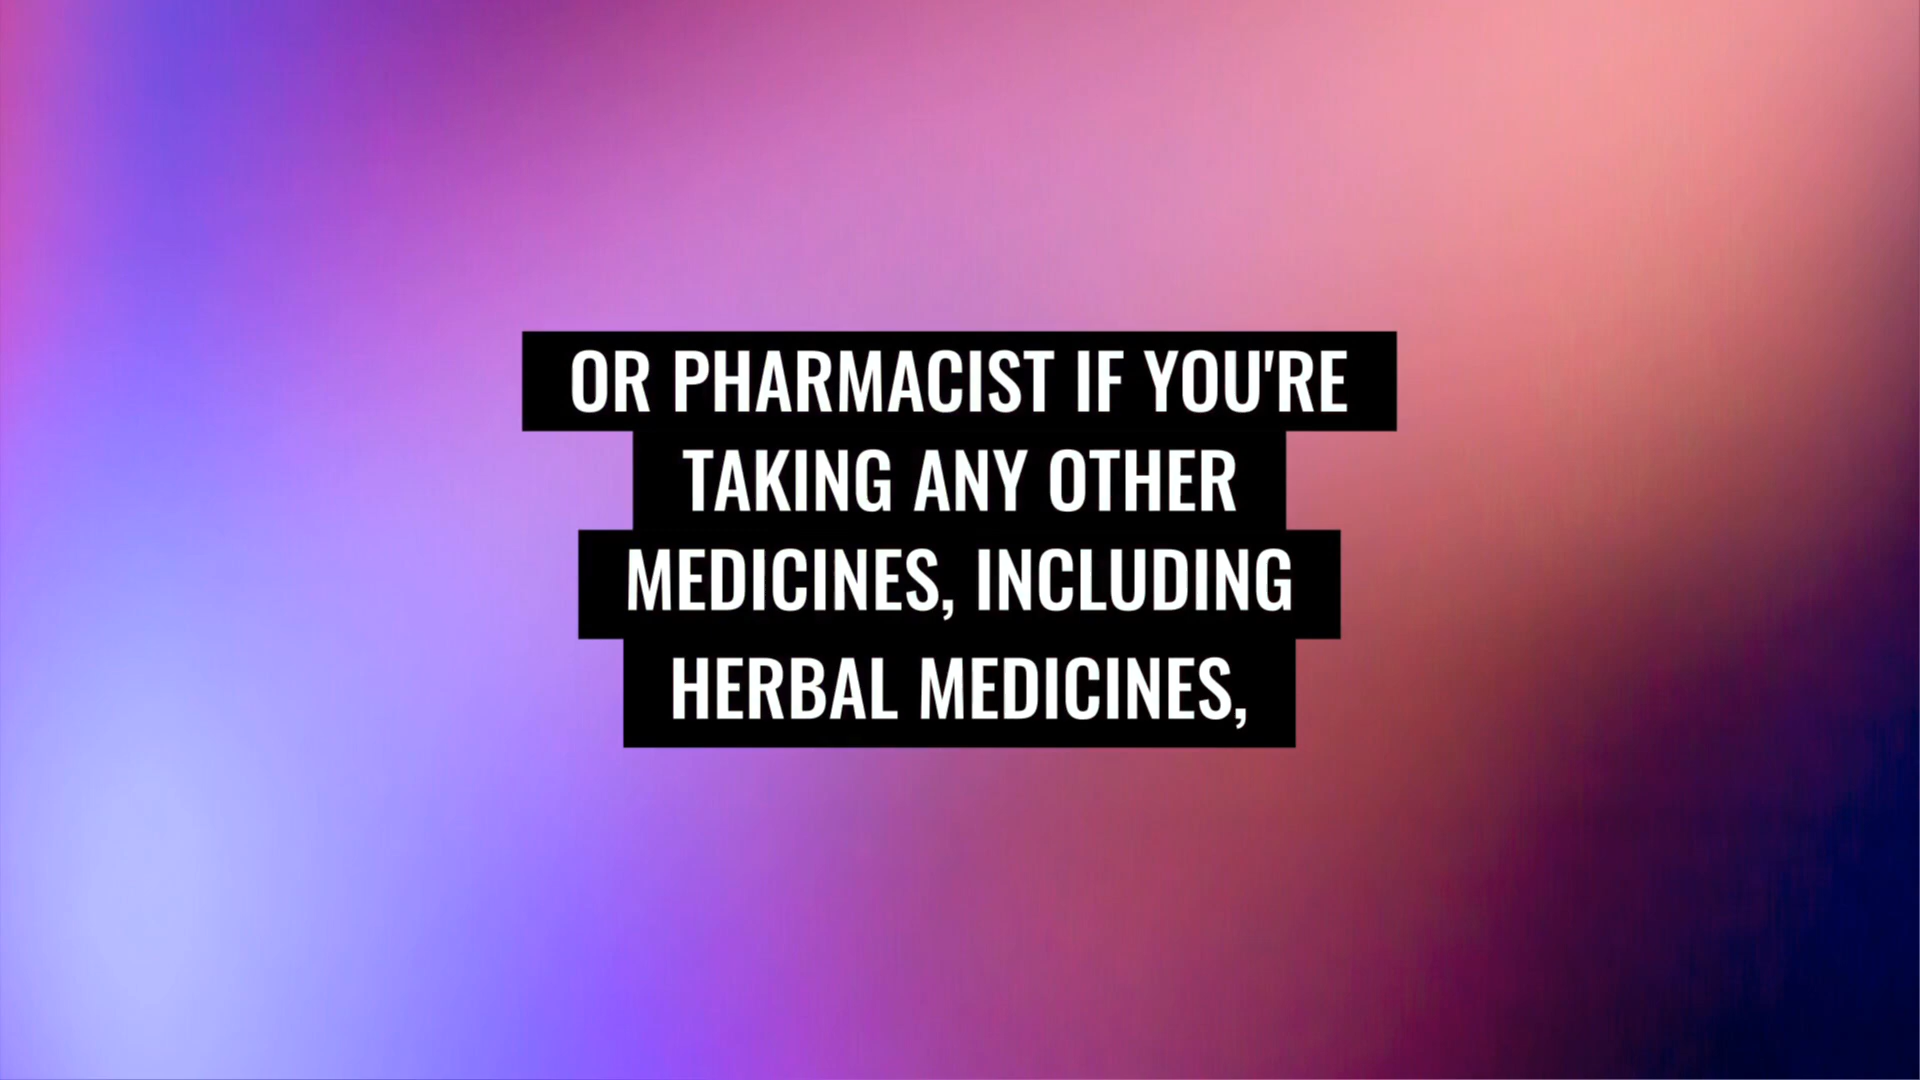 OR PHARMACIST IF YOU'RE
TAKING ANY OTHER
MEDICINES, INCLUDING
HERBAL MEDICINES,